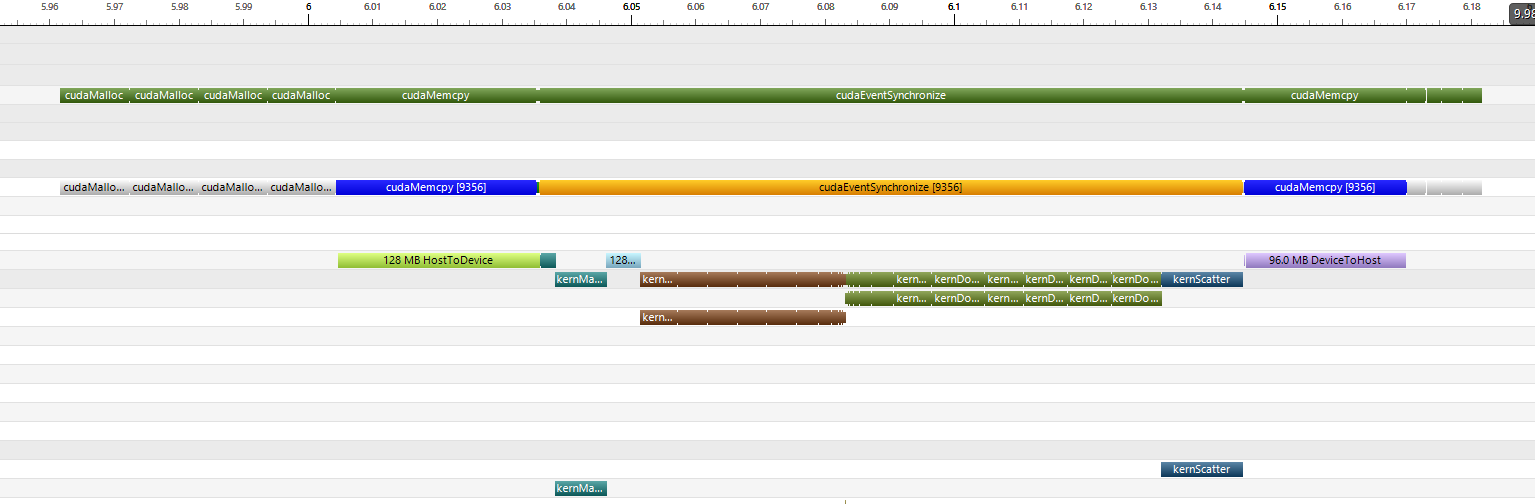 5.96 5.97 5.98 5.99 6 6.01 6.02 6.03 6.04 6.05 6.06 6.07 6.08 6.09 6.1 6.11 6.12 6.13 6.14 6.15 6.16 6.17 6.18 9.98
cudaMalloc cudaMalloc cudaMalloc cudaMalloc cudaMemcpy cudaEventSynchronize cudaMemcpy
cudaMallo... cudaMallo... cudaMallo... cudaMallo... cudaMemcpy [9356] cudaEventSynchronize [9356] cudaMemcpy [9356]
128 MB HostToDevice 128... 96.0 MB DeviceToHost
kernMa... kern... kern... kernDo... kern... kernD... kernD... kernDo... kernScatter
kern... kernDo... kern... kernD... kernD... kernDo...
kern...
kernScatter
kernMa...